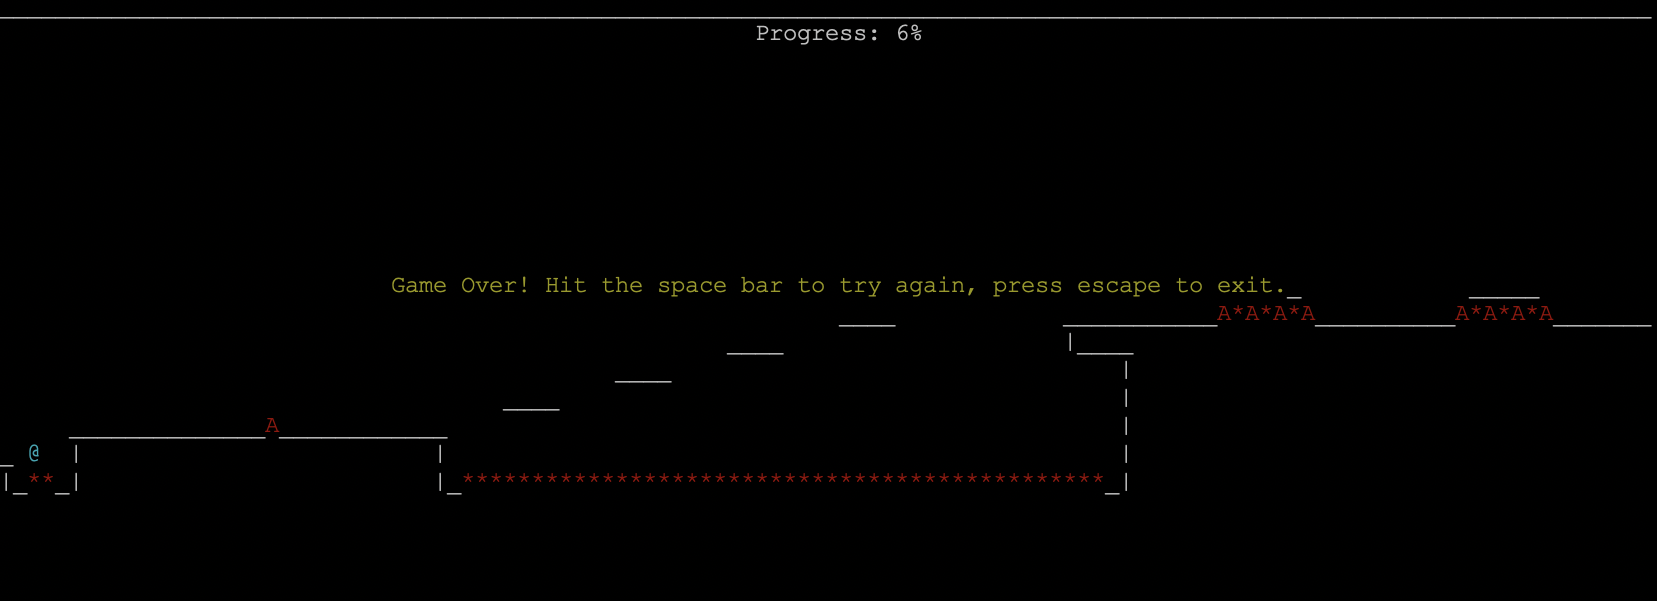 Progress: 6%
Game Over! Hit the space bar to try again, press escape to exit.
A*A*A*A A*A*A*A
A
@
** **********************************************